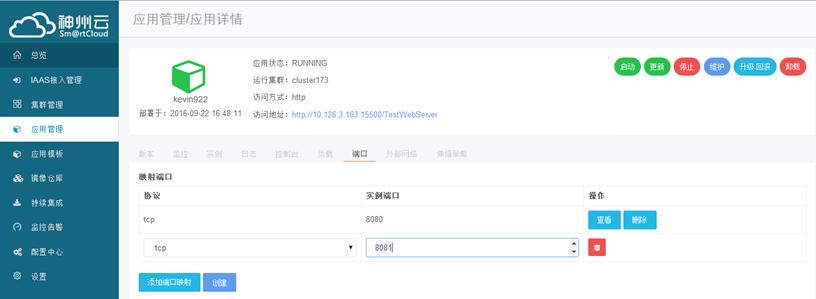 神州云
Sm@rtCloud
总览
IAAS接入管理
集群管理
应用管理
应用模板
镜像仓库
持续集成
监控告警
配置中心
设置
应用管理/应用详情
kevin922
部署于：2016-09-22 16:48:11
应用状态：RUNNING
运行集群：cluster173
访问方式：http
访问地址：http://10.126.3.163:15500/TestWebServer
启动 更新 停止 维护 升级回滚 卸载
版本 监控 实例 日志 控制台 负载 端口 外部网络 伸缩策略
映射端口
协议 实例端口 操作
tcp 8080 查看 删除
tcp 8081
添加端口映射 创建